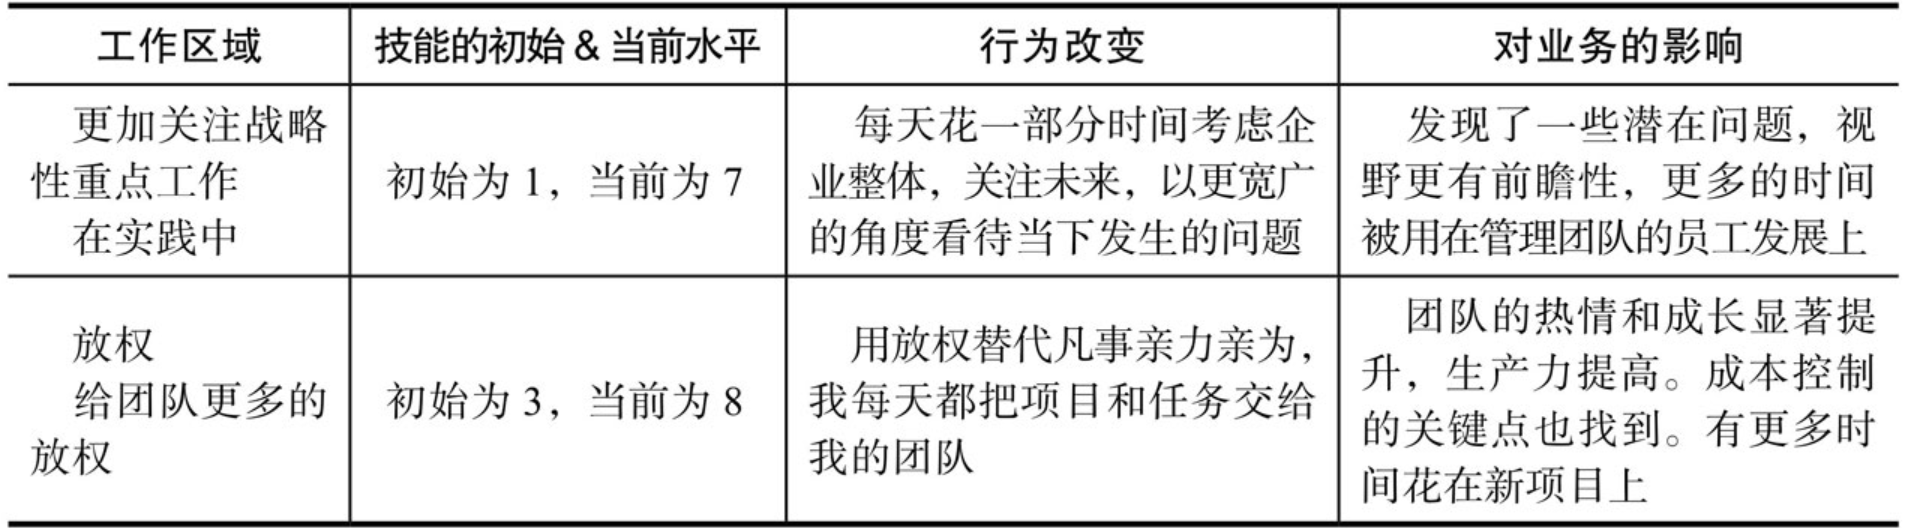 工作区域
技能的初始 & 当前水平
行为改变
对业务的影响
更加关注战略
性重点工作
在实践中
初始为 1，当前为 7
每天花一部分时间考虑企
业整体，关注未来，以更宽广
的角度看待当下发生的问题
发现了一些潜在问题，视
野更有前瞻性，更多的时间
被用在管理团队的员工发展上
放权
给团队更多的
放权
初始为 3，当前为 8
用放权替代凡事亲力亲为，
我每天都把项目和任务交给
我的团队
团队的热情和成长显著提
升，生产力提高。成本控制
的关键点也找到。有更多时
间花在新项目上